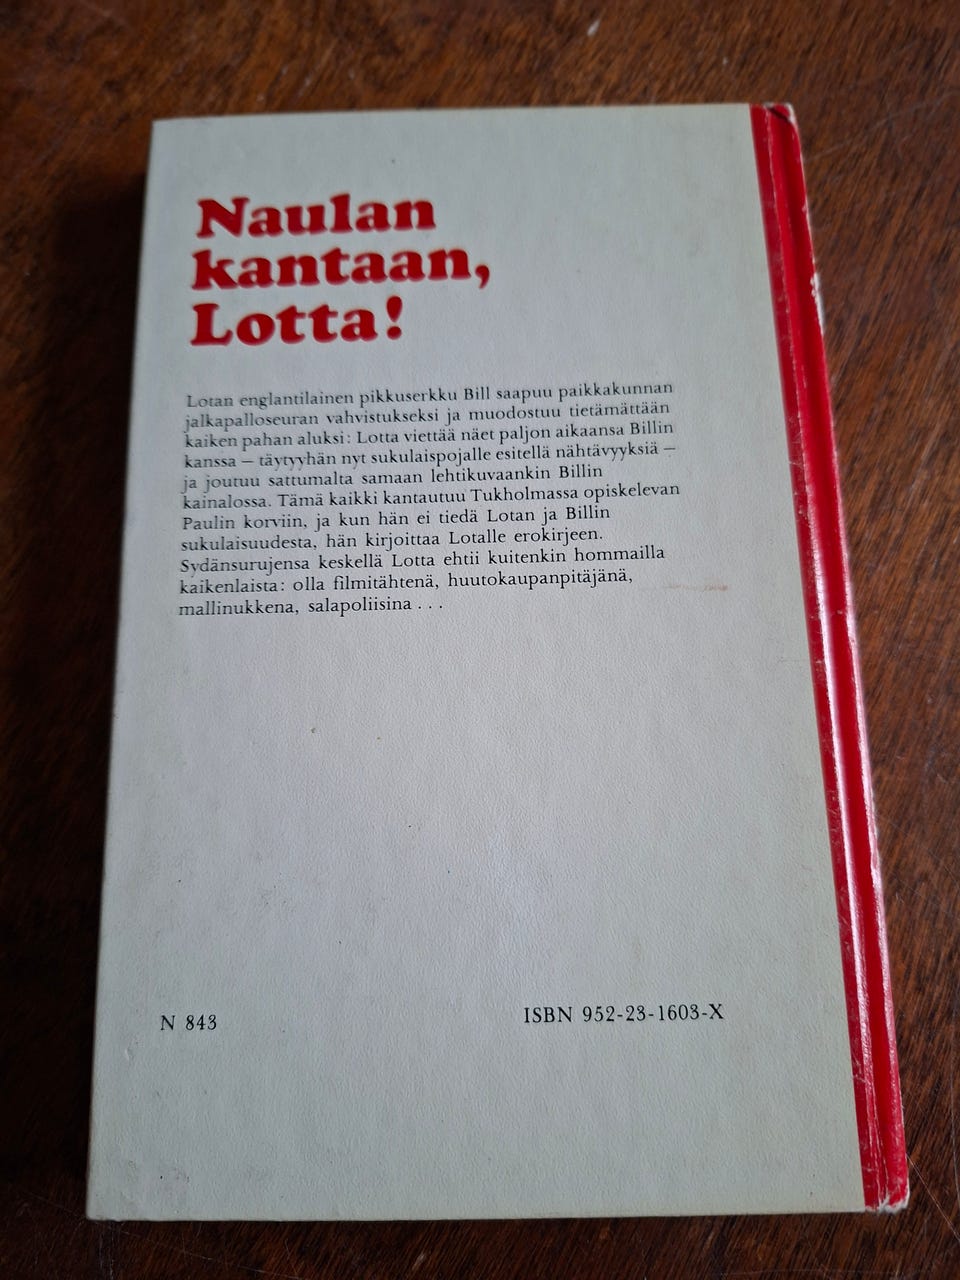 Naulan
kantaan,
Lotta!
Lotan englantilainen pikkuserkku Bill saapuu paikkakunnan
jalkapalloseuran vahvistukseksi ja muodostuu tietämättään
kaiken pahan aluksi: Lotta viettää näet paljon aikaansa Billin
kanssa – täytyyhän nyt sukulaispojalle esitellä nähtävyyksiä –
ja joutuu sattumalta samaan lehtikuvaankin Billin
kainalossa. Tämä kaikki kantautuu Tukholmassa opiskelevan
Paulin korviin, ja kun hän ei tiedä Lotan ja Billin
sukulaisuudesta, hän kirjoittaa Lotalle erokirjeen.
Sydänsurujensa keskellä Lotta ehtii kuitenkin hommailla
kaikenlaista: olla filmitähtenä, huutokaupanpitäjänä,
mallinukkena, salapoliisina . . .
N 843
ISBN 952-23-1603-X